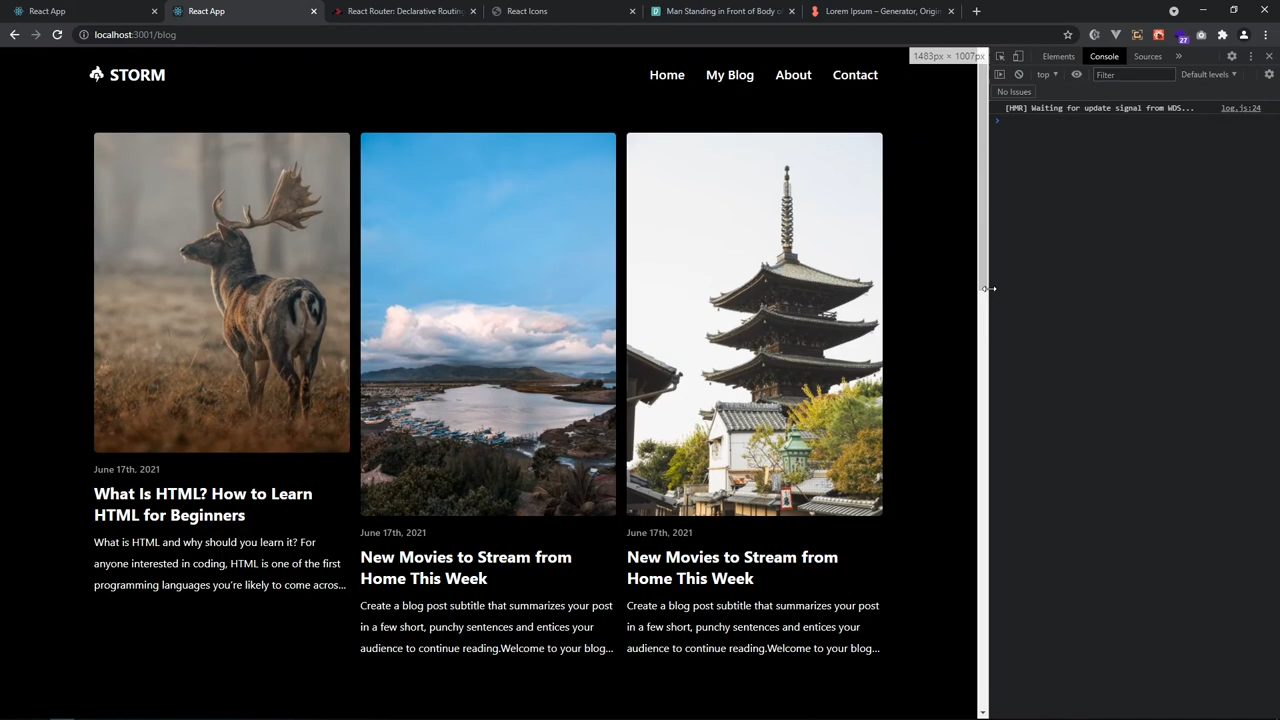 React App
React App
React Router: Declarative Routin
React Icons
Man Standing in Front of Body o
Lorem Ipsum – Generator, Origin
localhost:3001/blog
27
STORM
Home
My Blog
About
Contact
1483px × 1007px
Elements
Console
Sources
top
Filter
Default levels
No Issues
[HMR] Waiting for update signal from WDS...
log.js:24
June 17th, 2021
What Is HTML? How to Learn
HTML for Beginners
What is HTML and why should you learn it? For
anyone interested in coding, HTML is one of the first
programming languages you're likely to come acros...
June 17th, 2021
New Movies to Stream from
Home This Week
Create a blog post subtitle that summarizes your post
in a few short, punchy sentences and entices your
audience to continue reading.Welcome to your blog...
June 17th, 2021
New Movies to Stream from
Home This Week
Create a blog post subtitle that summarizes your post
in a few short, punchy sentences and entices your
audience to continue reading.Welcome to your blog...